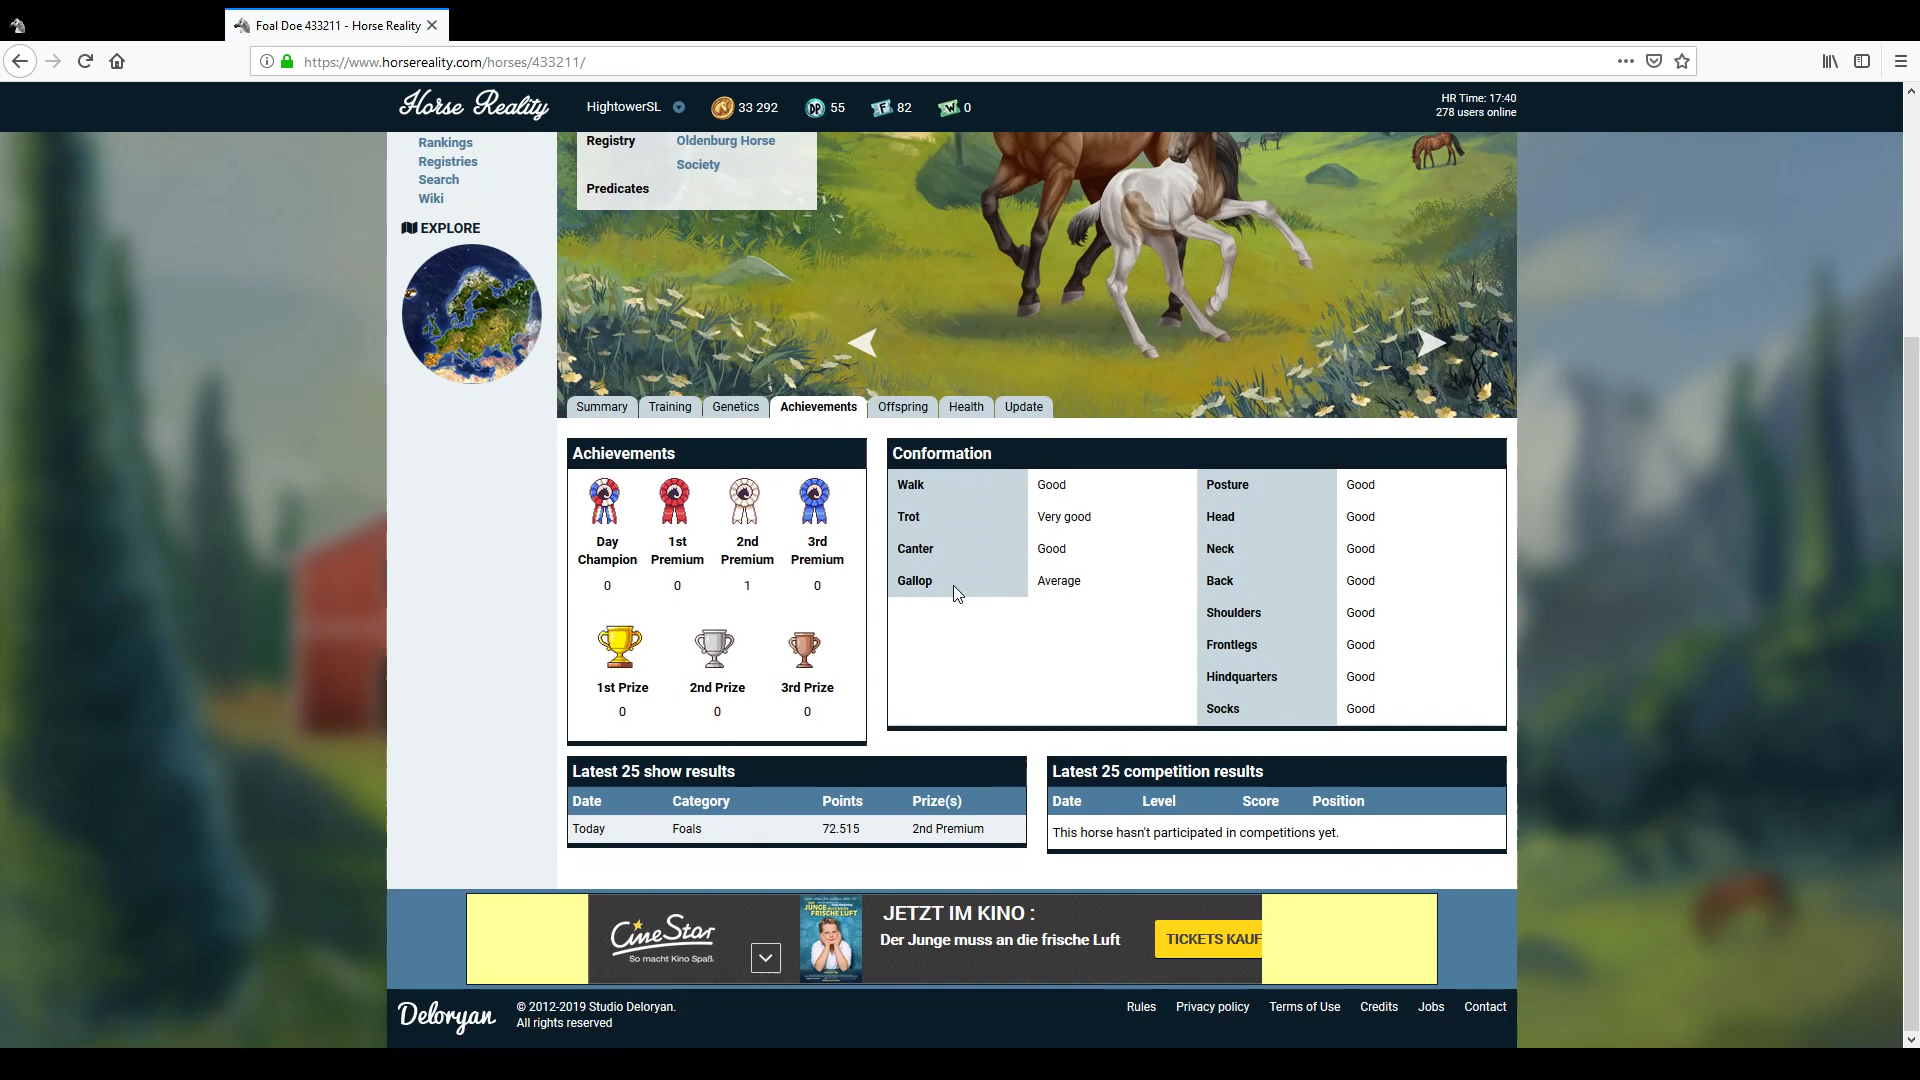 Foal Doe 433211 - Horse Reality
https://www.horsereality.com/horses/433211/
Horse Reality
HightowerSL
33 292
DP
55
F
82
W
0
HR Time: 17:40
278 users online
Rankings
Registries
Search
Wiki
EXPLORE
Registry
Oldenburg Horse
Society
Predicates
Summary
Training
Genetics
Achievements
Offspring
Health
Update
Achievements
Day
Champion
0
1st
Premium
0
2nd
Premium
1
3rd
Premium
0
1st Prize
0
2nd Prize
0
3rd Prize
0
Conformation
Walk Good
Trot Very good
Canter Good
Gallop Average
Posture Good
Head Good
Neck Good
Back Good
Shoulders Good
Frontlegs Good
Hindquarters Good
Socks Good
Latest 25 show results
Date Category Points Prize(s)
Today Foals 72.515 2nd Premium
Latest 25 competition results
Date Level Score Position
This horse hasn't participated in competitions yet.
CineStar
So macht Kino Spaß.
JUNGE
FRISCHE LUFT
JETZT IM KINO :
Der Junge muss an die frische Luft
TICKETS KAUF
Deloryan
© 2012-2019 Studio Deloryan.
All rights reserved
Rules
Privacy policy
Terms of Use
Credits
Jobs
Contact